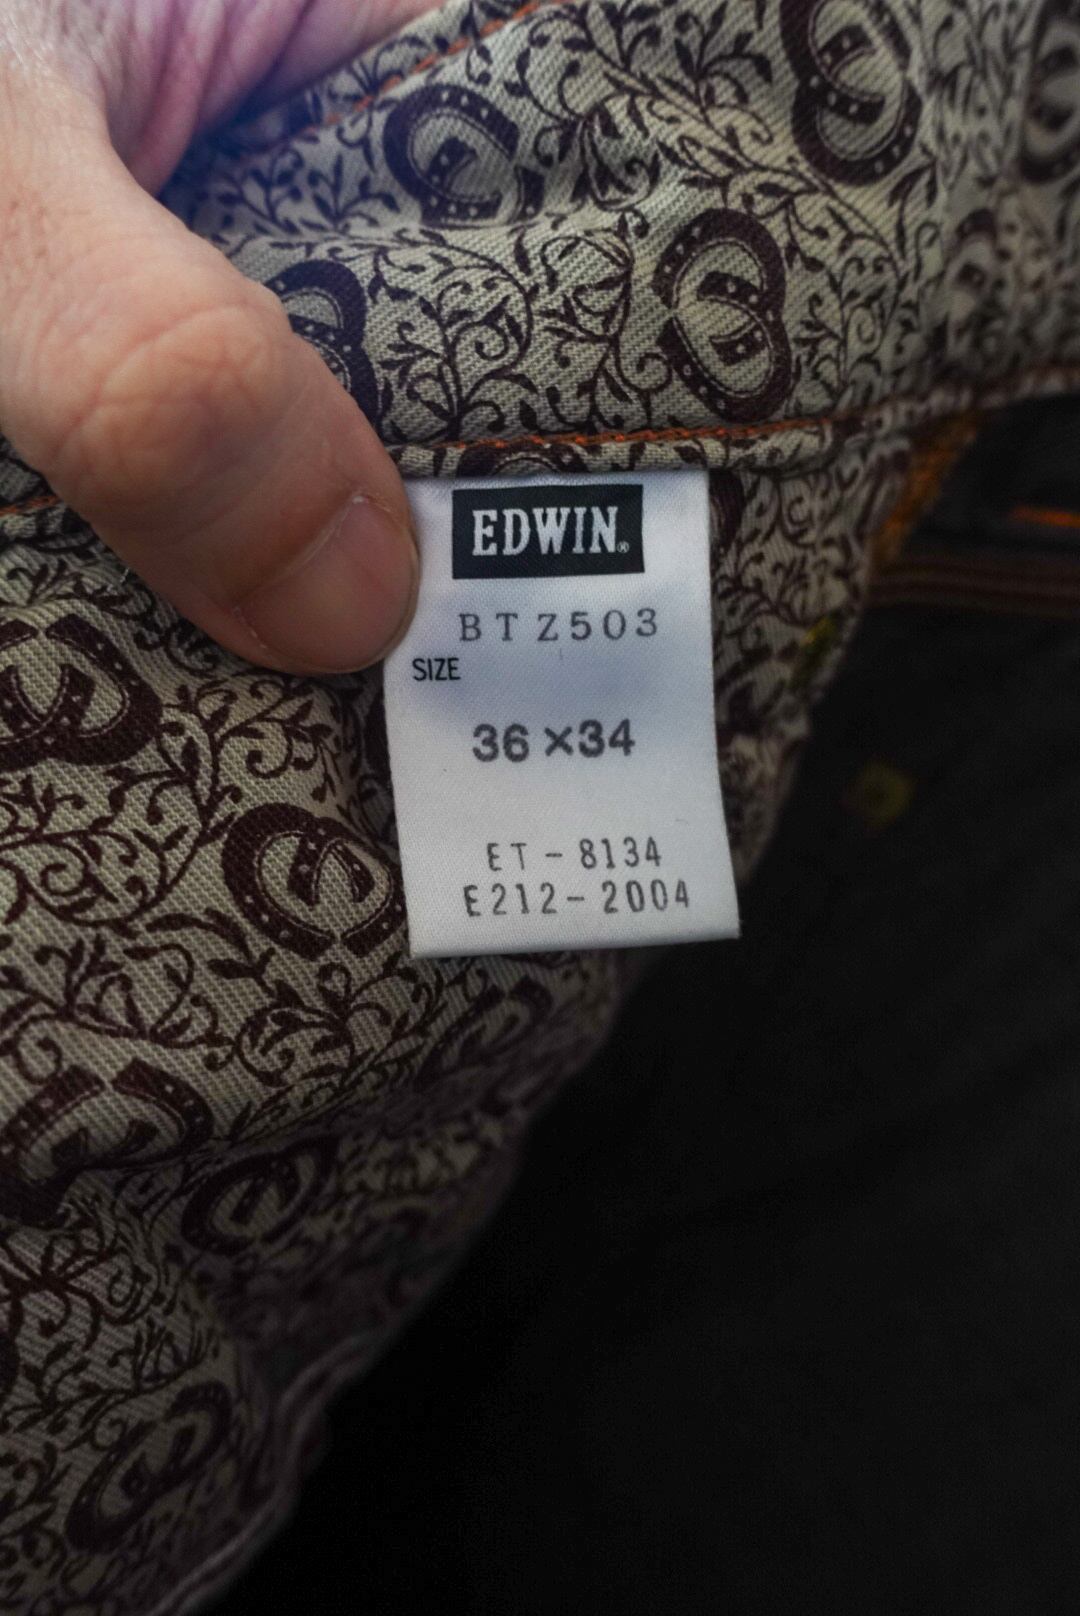 EDWIN®
BTZ503
SIZE
36×34
ET-8134
E212-2004